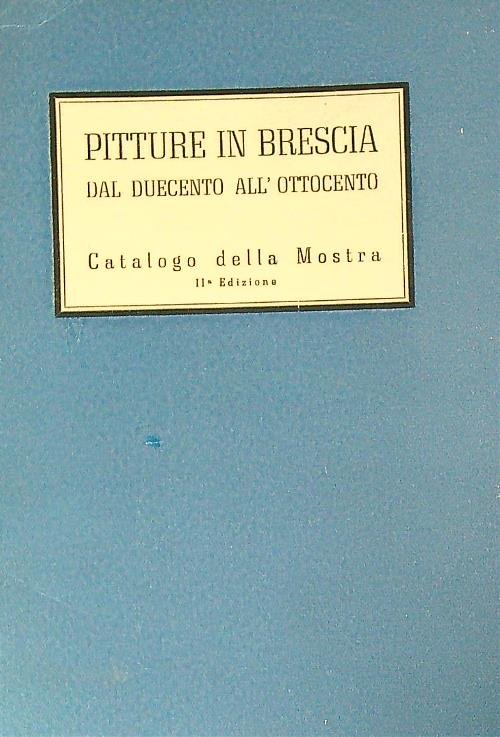 PITTURE IN BRESCIA
DAL DUECENTO ALL' OTTOCENTO
Catalogo della Mostra
IIª Edizione